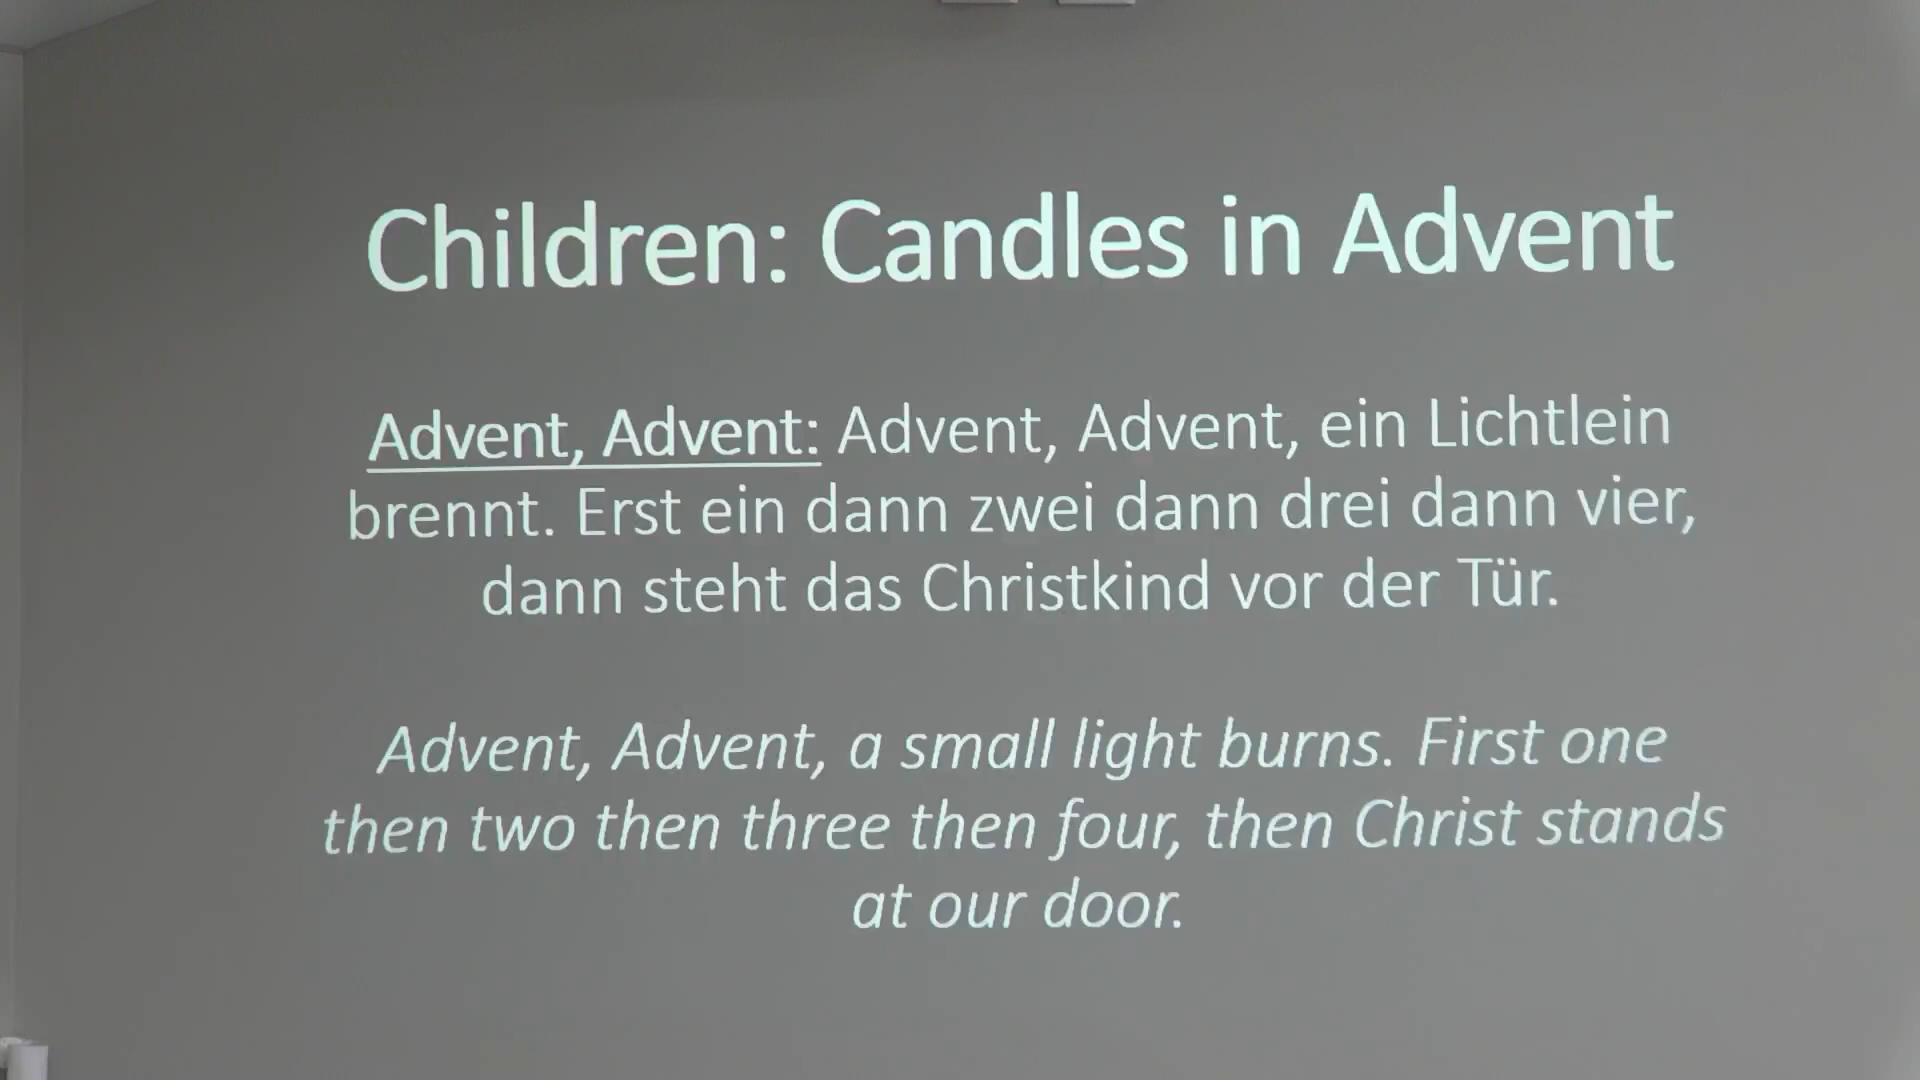 Children: Candles in Advent
Advent, Advent: Advent, Advent, ein Lichtlein
brennt. Erst ein dann zwei dann drei dann vier,
dann steht das Christkind vor der Tür.
Advent, Advent, a small light burns. First one
then two then three then four, then Christ stands
at our door.